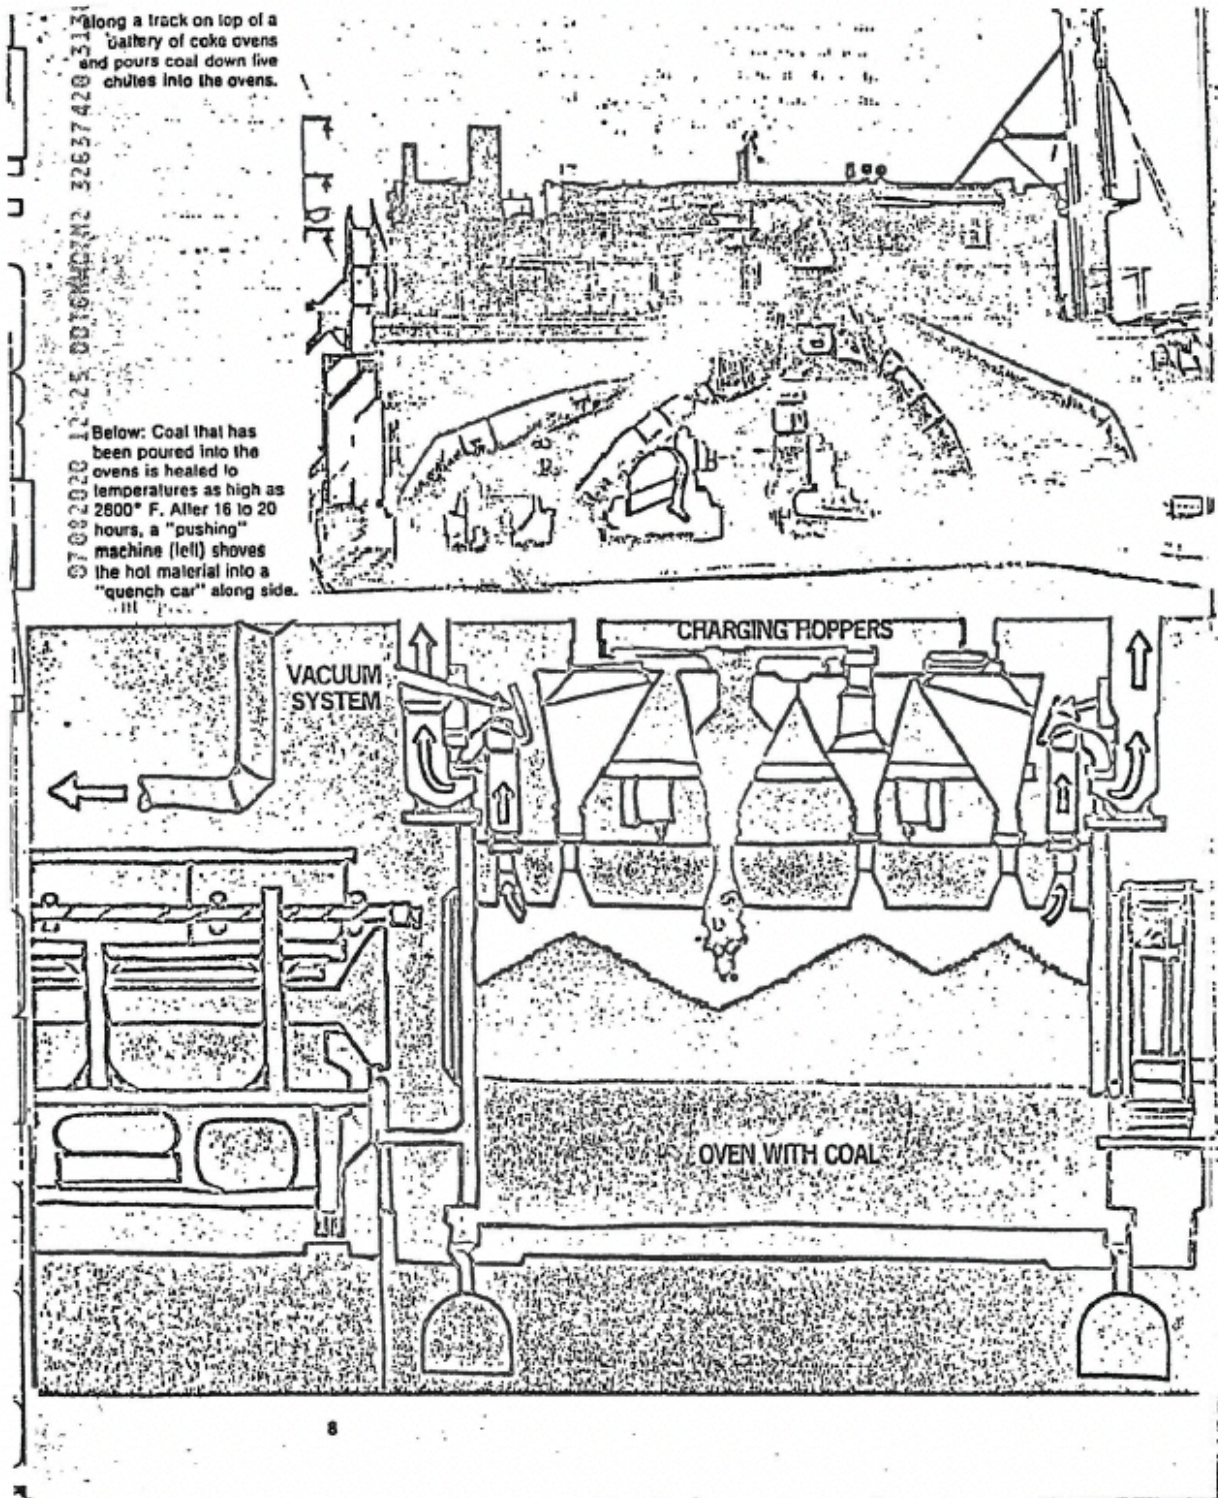 along a track on top of a
battery of coke ovens
and pours coal down five
chutes into the ovens.
Below: Coal that has
been poured into the
ovens is heated to
temperatures as high as
2600° F. After 16 to 20
hours, a "pushing"
machine (left) shoves
the hot material into a
"quench car" along side.
CHARGING HOPPERS
VACUUM
SYSTEM
OVEN WITH COAL
8